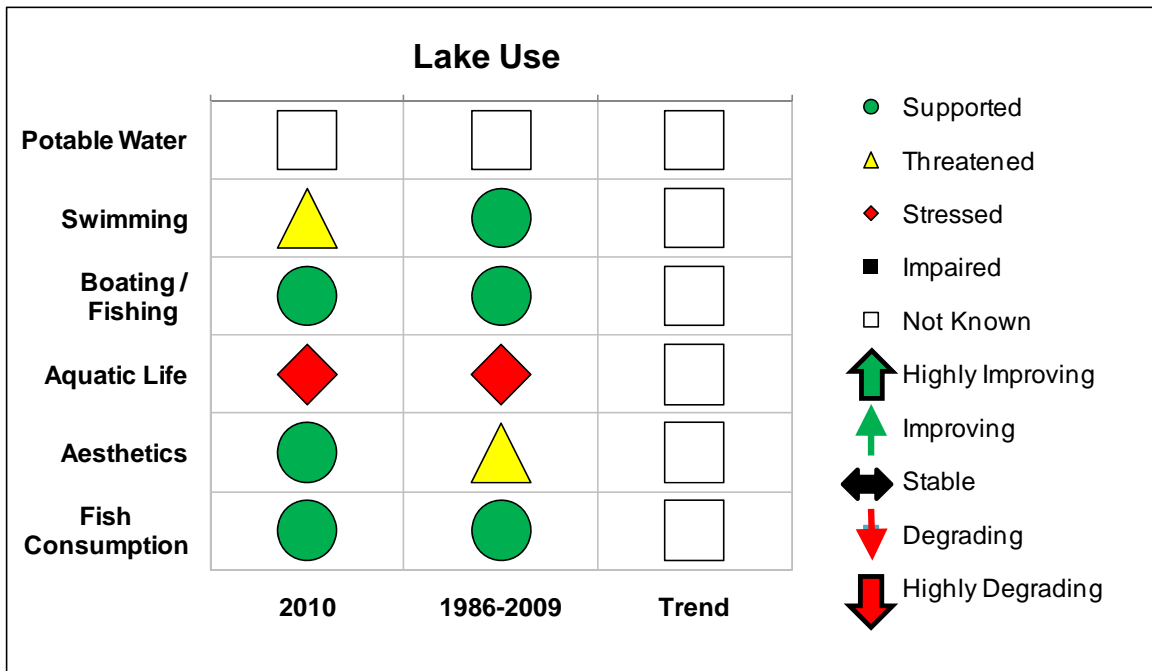 Lake Use
Potable Water
Swimming
Boating /
Fishing
Aquatic Life
Aesthetics
Fish
Consumption
2010
1986-2009
Trend
Supported
Threatened
Stressed
Impaired
Not Known
Highly Improving
Improving
Stable
Degrading
Highly Degrading